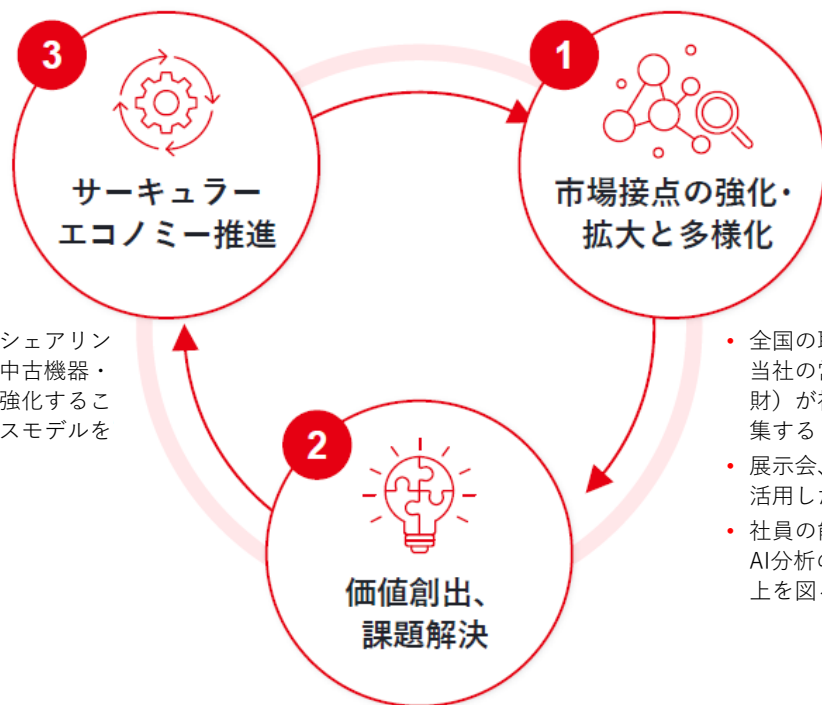 3
サーキュラー
エコノミー推進
1
市場接点の強化・
拡大と多様化
シェアリン
中古機器・
強化するこ
スモデルを
2
価値創出、
課題解決
• 全国の
当社の
財）が
集する
• 展示会、
活用した
• 社員の
AI分析の
上を図